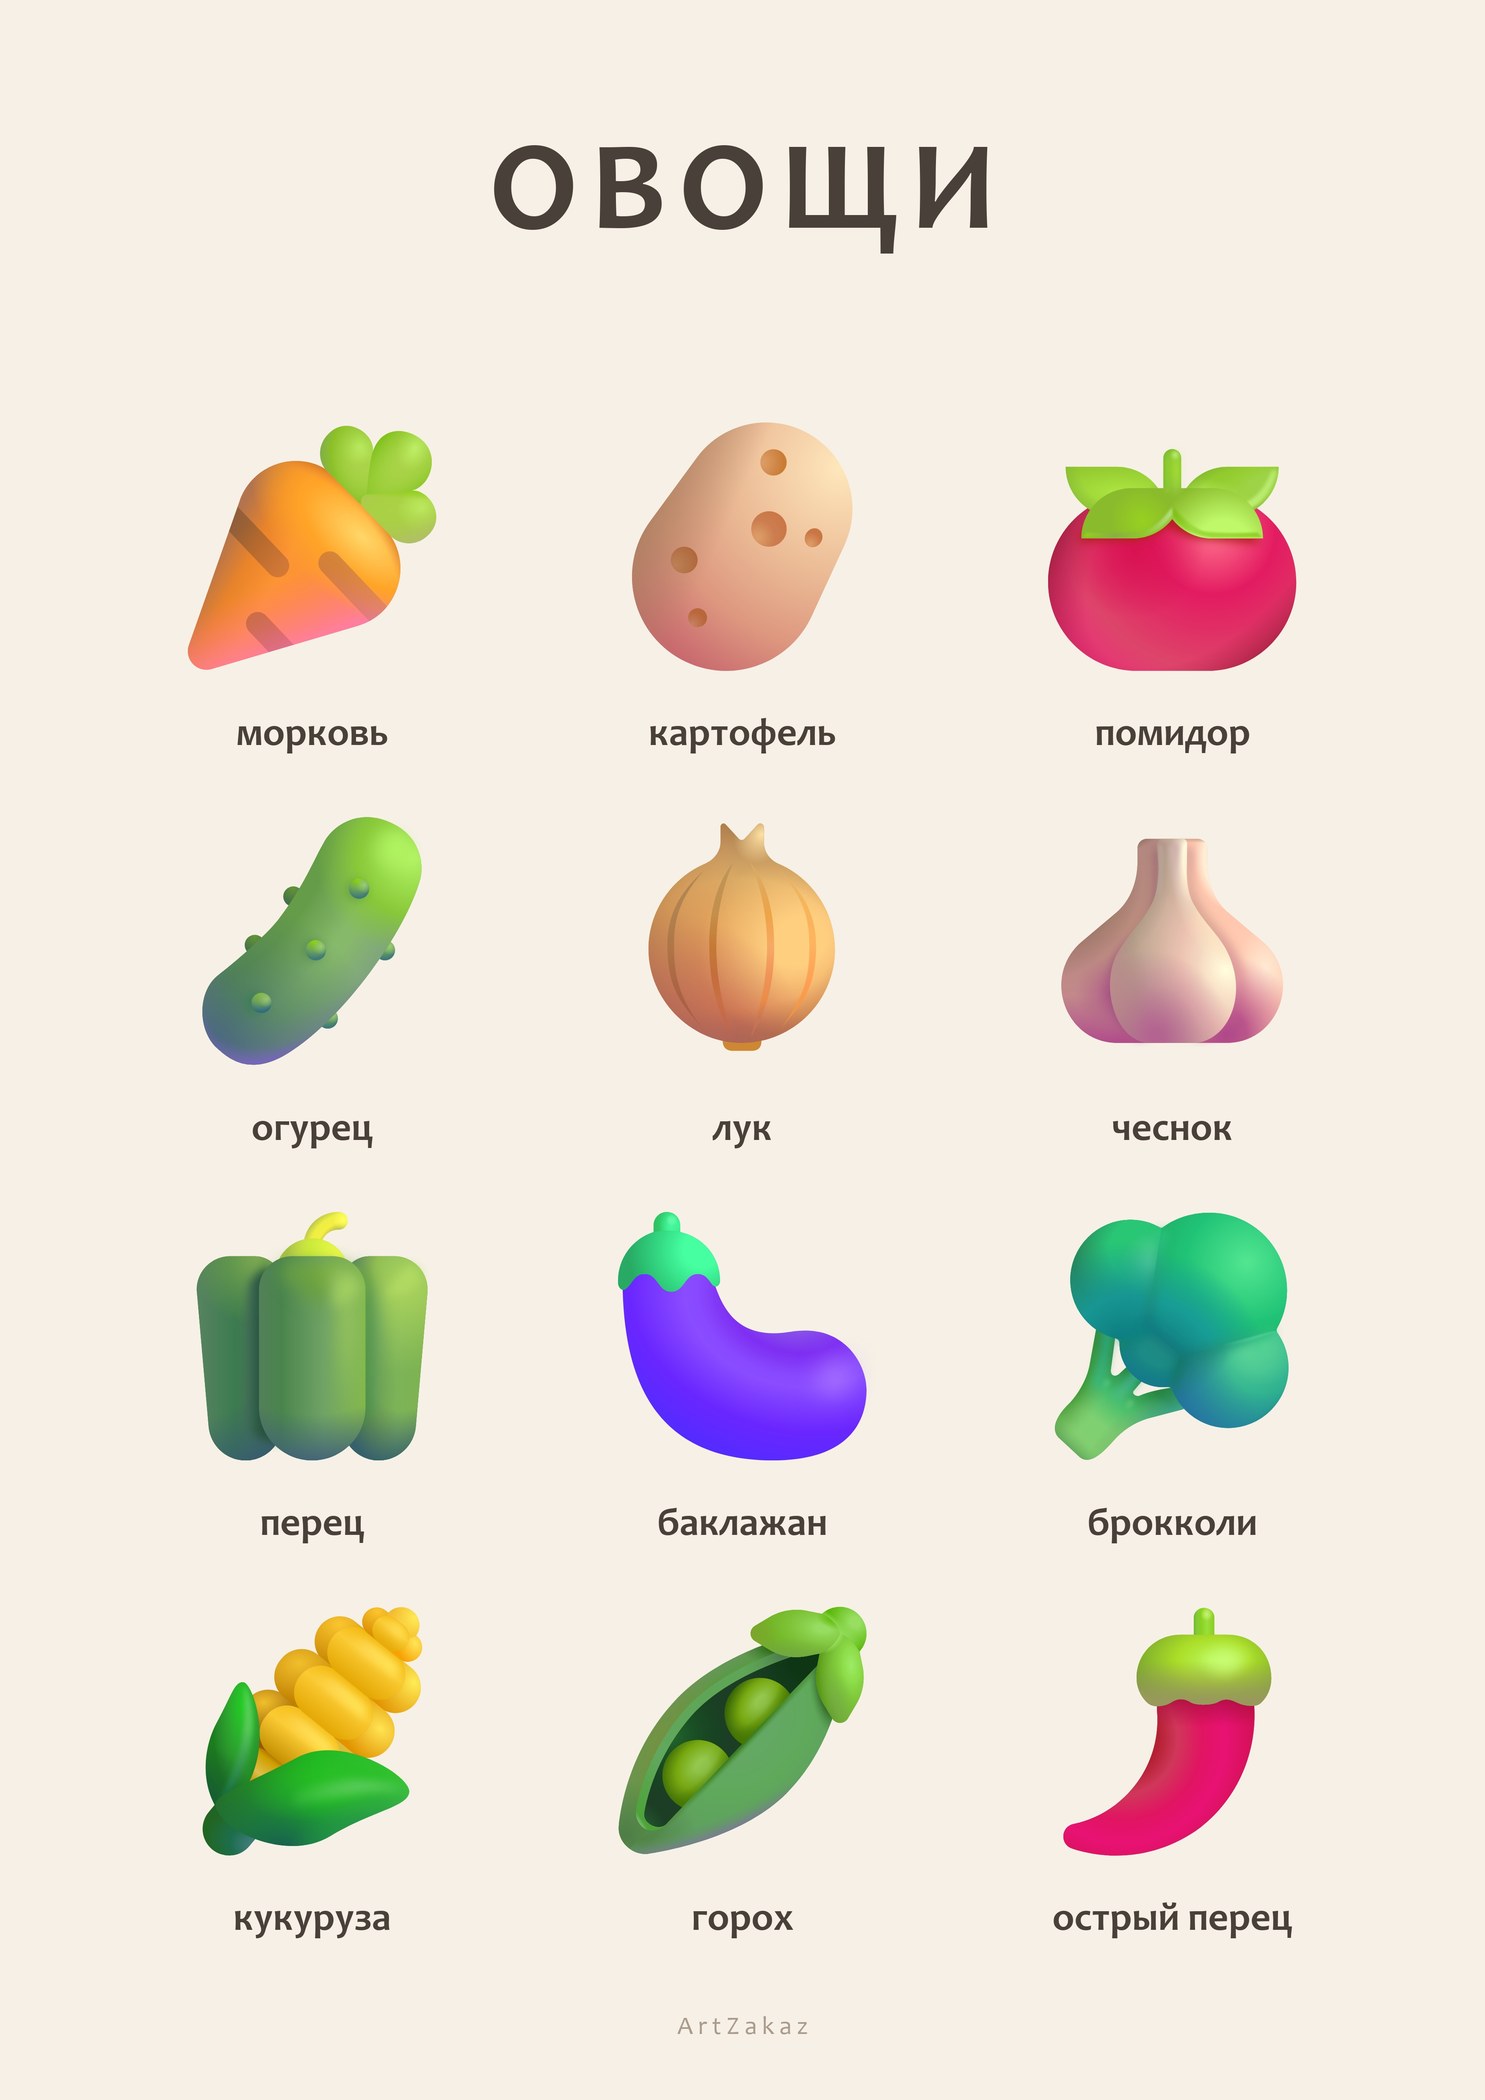 ОВОЩИ
морковь
картофель
помидор
огурец
лук
чеснок
перец
баклажан
брокколи
кукуруза
горох
острый перец
ArtZakaz